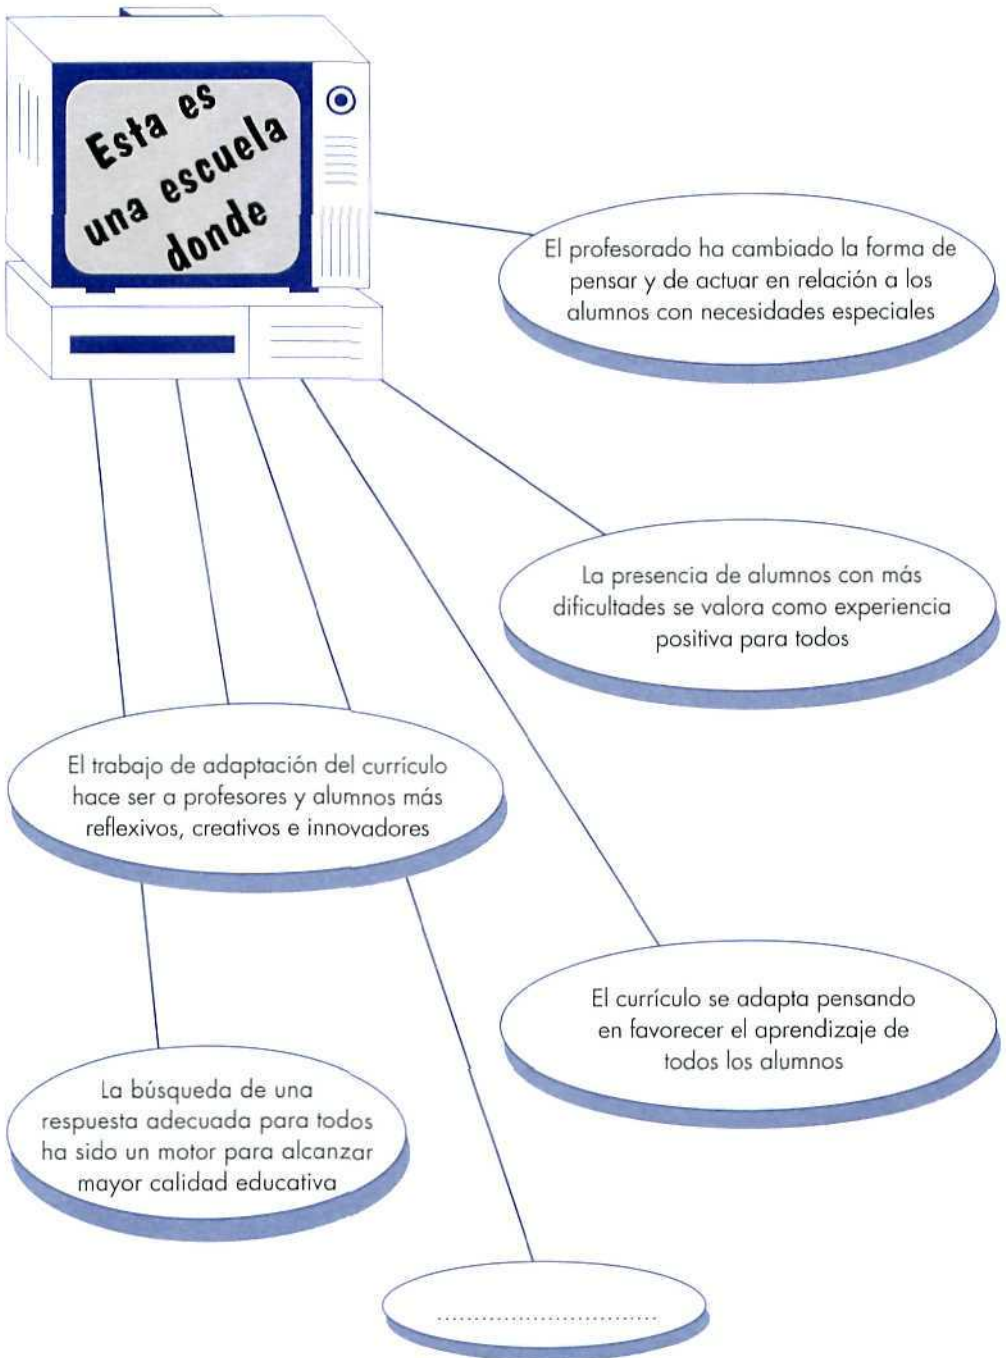 Esta es
una escuela
donde
El profesorado ha cambiado la forma de
pensar y de actuar en relación a los
alumnos con necesidades especiales
La presencia de alumnos con más
dificultades se valora como experiencia
positiva para todos
El trabajo de adaptación del currículo
hace ser a profesores y alumnos más
reflexivos, creativos e innovadores
El currículo se adapta pensando
en favorecer el aprendizaje de
todos los alumnos
La búsqueda de una
respuesta adecuada para todos
ha sido un motor para alcanzar
mayor calidad educativa
............................